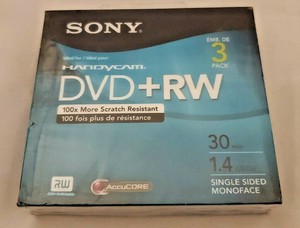 SONY
EMB. DE
3
PACK
Ideal for / Idéal pour :
HANDYCAM
DVD+RW
100x More Scratch Resistant
100 fois plus de résistance
30
1.4
RW
AccuCORE
SINGLE SIDED
MONOFACE